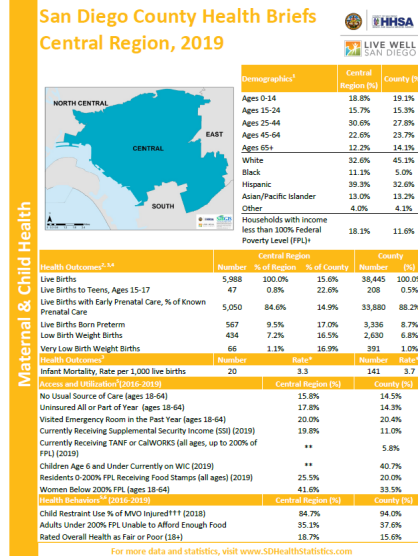 San Diego County Health Briefs
Central Region, 2019
HHSA
LIVE WELL
SAN DIEGO
Maternal & Child Health
NORTH CENTRAL
CENTRAL
EAST
SOUTH
Demographics¹ Central Region (%) County (%
Ages 0-14 18.8% 19.1%
Ages 15-24 15.7% 15.3%
Ages 25-44 30.6% 27.8%
Ages 45-64 22.6% 23.7%
Ages 65+ 12.2% 14.1%
White 32.6% 45.1%
Black 11.1% 5.0%
Hispanic 39.3% 32.6%
Asian/Pacific Islander 13.0% 13.2%
Other 4.0% 4.1%
Households with Income
less than 100% Federal 18.1% 11.6%
Poverty Level (FPL)+
Central Region County
Health Outcomes Number % of Region % of County Number (%)
Live Births 5,988 100.0% 15.6% 38,445 100.0%
Live Births to Teens, Ages 15-17 47 0.8% 22.6% 208 0.5%
Live Births with Early Prenatal Care, % of Known
Prenatal Care 5,050 84.6% 14.9% 33,880 88.2%
Live Births Born Preterm 567 9.5% 17.0% 3,336 8.7%
Low Birth Weight Births 434 7.2% 16.5% 2,630 6.8%
Very Low Birth Weight Births 66 1.1% 16.9% 391 1.0%
Health Outcomes Number Rate* Number Rate*
Infant Mortality, Rate per 1,000 live births 20 3.3 141 3.7
Access and Utilization (2016-2019) Central Region (%) County (%)
No Usual Source of Care (ages 18-64) 15.8% 14.5%
Uninsured All or Part of Year (ages 18-64) 17.8% 14.3%
Visited Emergency Room in the Past Year (ages 18-64) 20.0% 20.4%
Currently Receiving Supplemental Security Income (SSI) (2019) 19.8% 11.0%
Currently Receiving TANF or CalWORKS (all ages, up to 200% of
FPL) (2019) ** 5.8%
Children Age 6 and Under Currently on WIC (2019) ** 40.7%
Residents 0-200% FPL Receiving Food Stamps (all ages) (2019) 25.5% 20.0%
Women Below 200% FPL (ages 18-64) 41.6% 33.5%
Health Behaviors (2016-2019) Central Region (%) County (%)
Child Restraint Use % of MVO Injured††† (2018) 84.7% 94.0%
Adults Under 200% FPL Unable to Afford Enough Food 35.1% 37.6%
Rated Overall Health as Fair or Poor (18+) 18.7% 15.6%
For more data and statistics, visit www.SDHealthStatistics.com